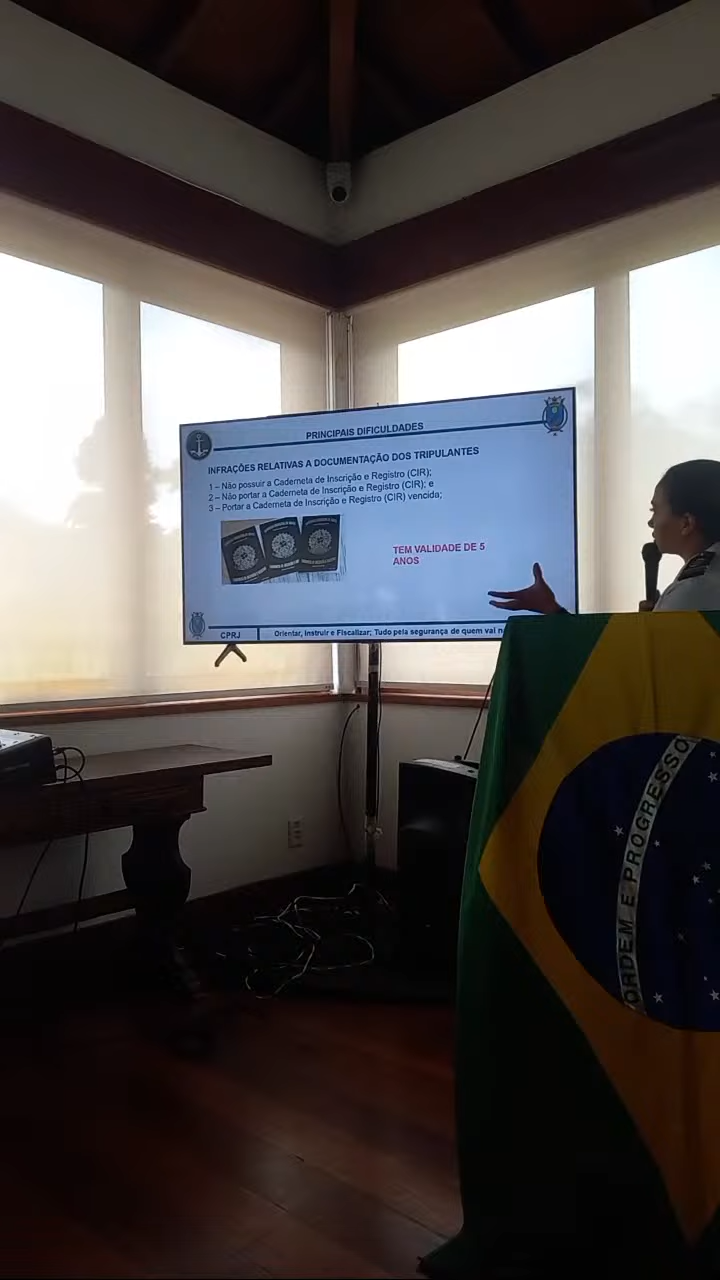 PRINCIPAIS DIFICULDADES
INFRAÇÕES RELATIVAS A DOCUMENTAÇÃO DOS TRIPULANTES
1 – Não possuir a Caderneta de Inscrição e Registro (CIR);
2 – Não portar a Caderneta de Inscrição e Registro (CIR); e
3 – Portar a Caderneta de Inscrição e Registro (CIR) vencida;
TEM VALIDADE DE 5
ANOS
CPRJ
Orientar, Instruir e Fiscalizar; Tudo pela segurança de quem vai
ORDEM E PROGRESSO